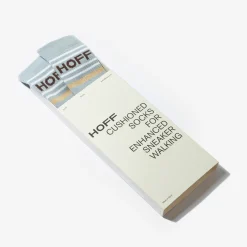 HOFF
HOFF
HOFF
CUSHIONED
SOCKS
FOR
ENHANCED
SNEAKER
WALKING